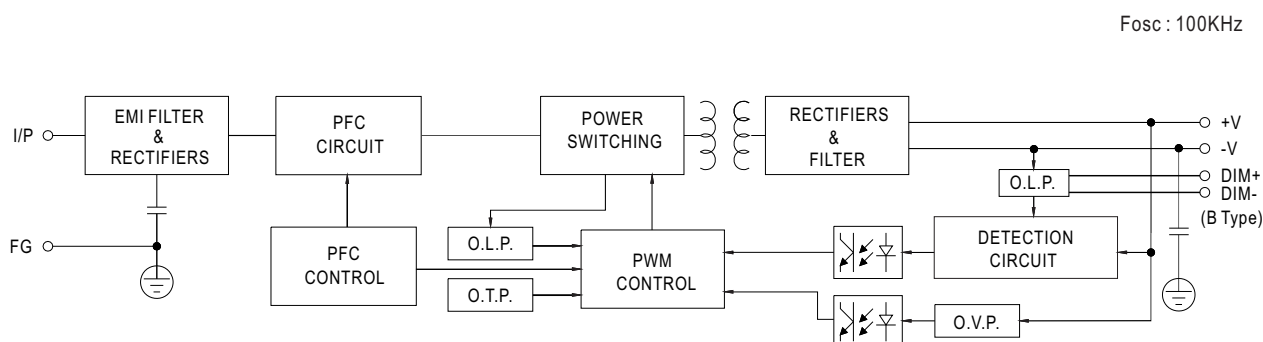 Fosc : 100KHz
I/P
EMI FILTER
&
RECTIFIERS
PFC
CIRCUIT
POWER
SWITCHING
RECTIFIERS
&
FILTER
+V
-V
O.L.P.
DIM+
DIM-
(B Type)
FG
PFC
CONTROL
O.L.P.
O.T.P.
PWM
CONTROL
DETECTION
CIRCUIT
O.V.P.